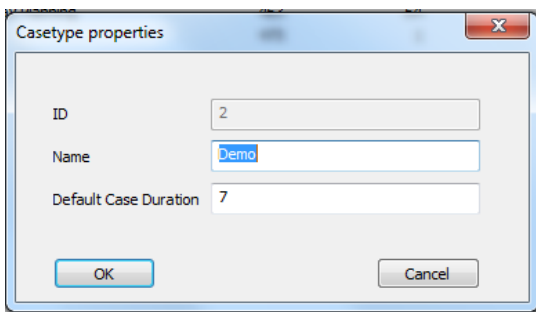 Casetype properties
ID 2
Name Demo
Default Case Duration 7
OK Cancel